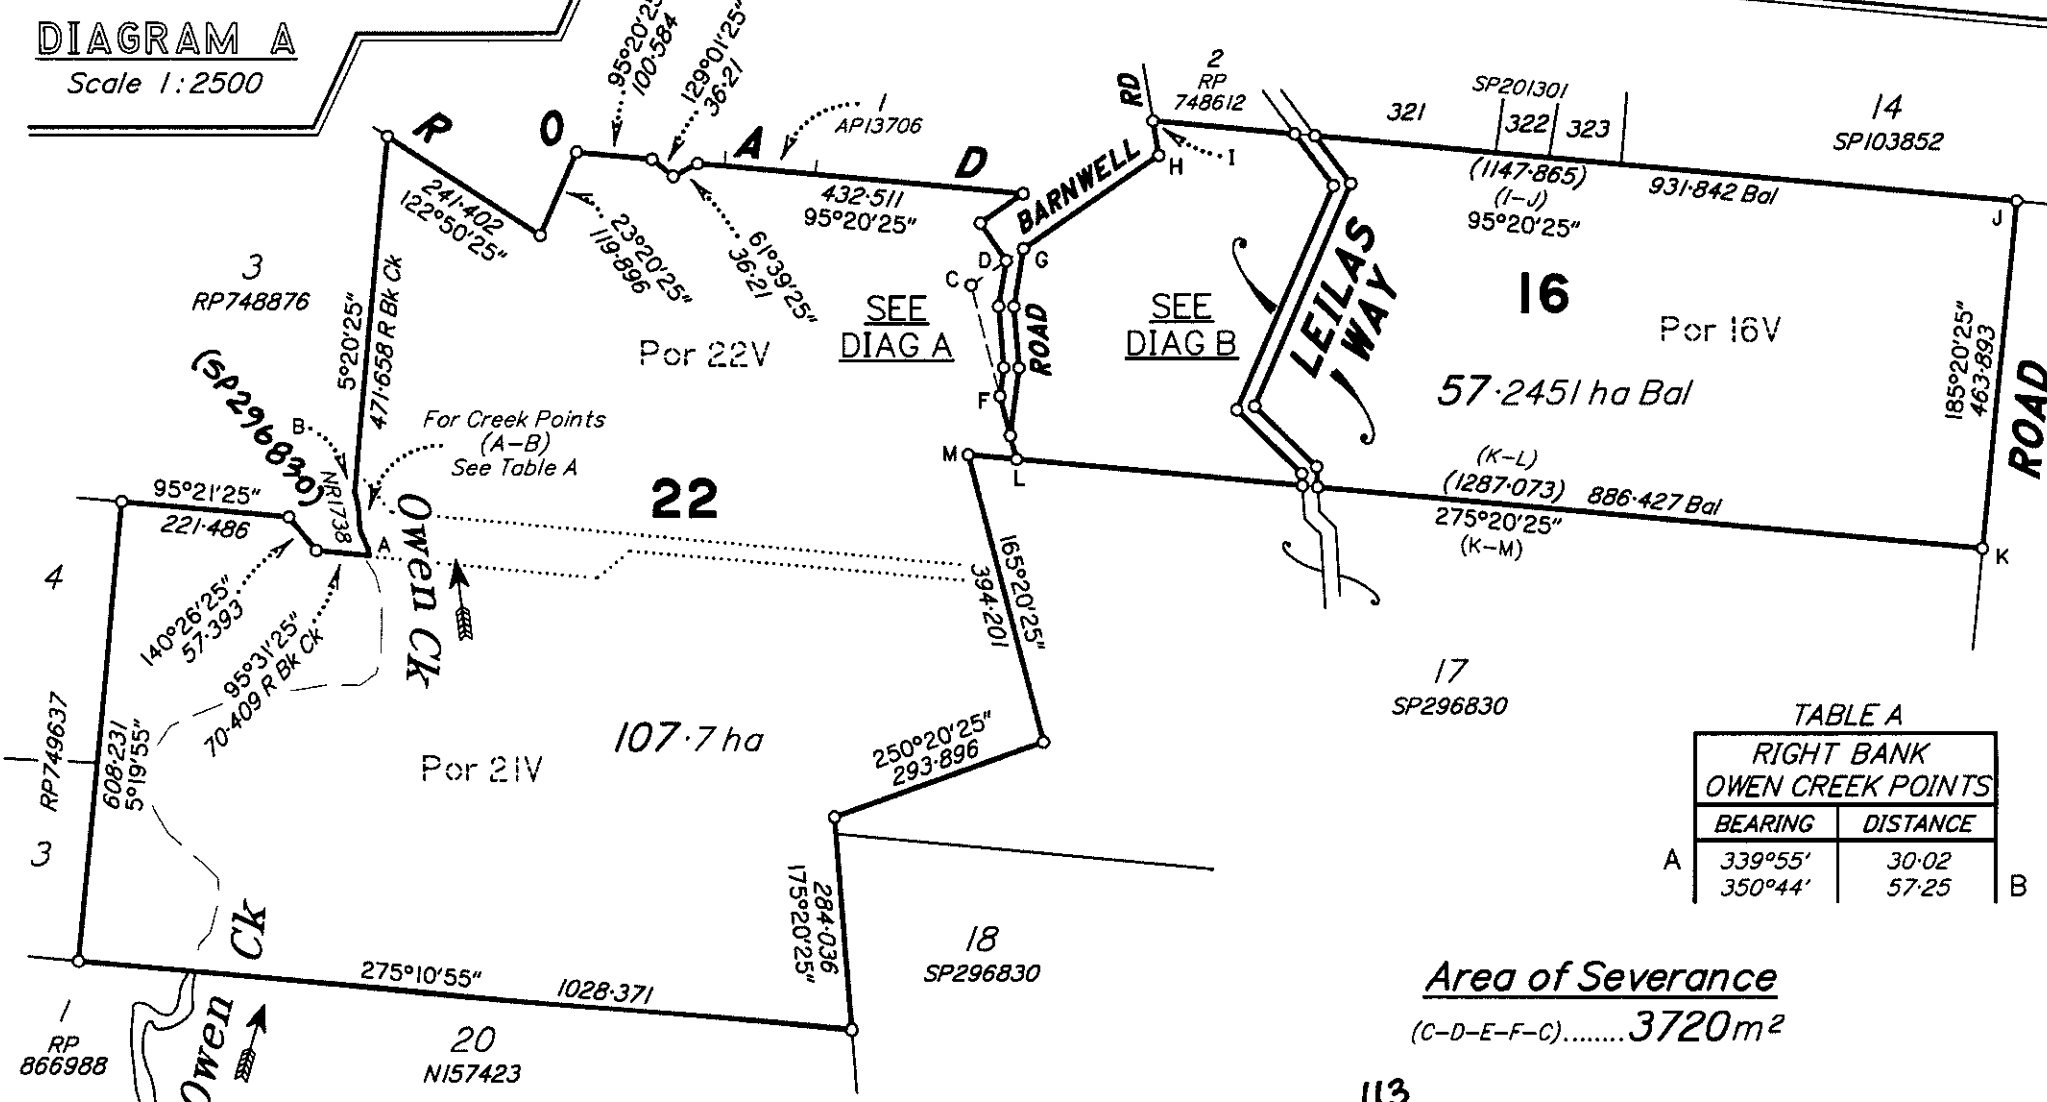 DIAGRAM A
Scale 1:2500
95°20'25"
100·584
129°01'25"
36·21
1
AP13706
RD
2
RP
748612
SP201301
321
322
323
14
SP103852
ROAD
241·402
122°50'25"
23°20'25"
119·896
61°39'25"
36·21
432·511
95°20'25"
BARNWELL
H
I
(1147·865)
(I-J)
95°20'25"
931·842 Bal
J
3
RP748876
5°20'25"
471·658 R Bk Ck
D
C
G
SEE
DIAG A
Por 22V
ROAD
SEE
DIAG B
LEILAS
WAY
16
Por 16V
57·2451 ha Bal
185°20'25"
463·893
ROAD
(SP296830)
B
NR1738
For Creek Points
(A-B)
See Table A
F
M
L
(K-L)
(1287·073)
886·427 Bal
275°20'25"
(K-M)
K
95°21'25"
221·486
A
22
Owen Ck
4
140°26'25"
57·393
95°31'25"
70·409 R Bk Ck
165°20'25"
394·201
17
SP296830
RP749637
608·231
5°19'55"
Por 21V
107·7 ha
250°20'25"
293·896
3
TABLE A
RIGHT BANK
OWEN CREEK POINTS
BEARING DISTANCE
A 339°55' 30·02
350°44' 57·25 B
284·036
175°20'25"
18
SP296830
275°10'55" 1028·371
Owen Ck
1
RP
866988
20
N157423
Area of Severance
(C-D-E-F-C)........3720m²
113